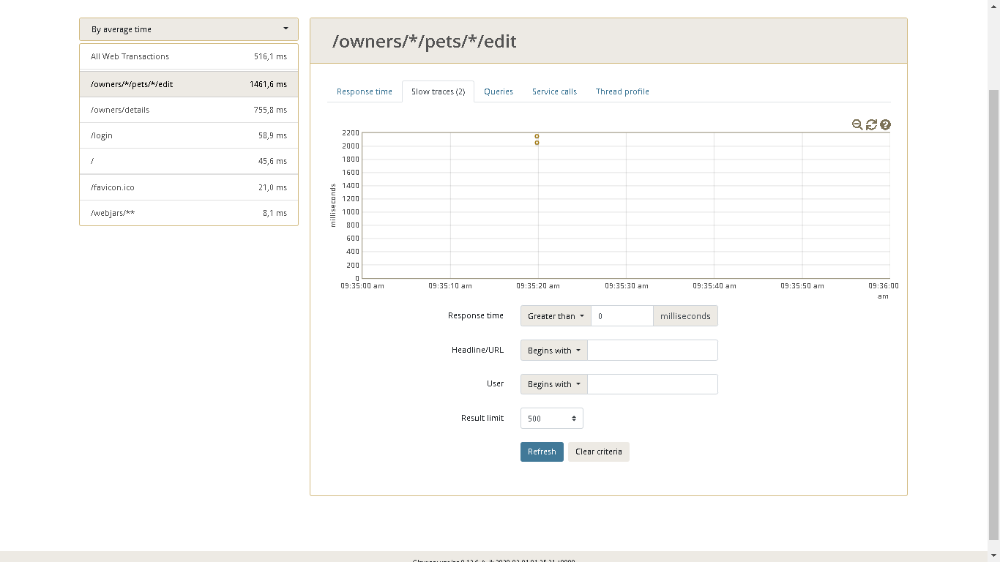 By average time
All Web Transactions 516,1 ms
/owners/*/pets/*/edit 1461,6 ms
/owners/details 755,8 ms
/login 58,9 ms
/ 45,6 ms
/favicon.ico 21,0 ms
/webjars/** 8,1 ms
/owners/*/pets/*/edit
Response time Slow traces (2) Queries Service calls Thread profile
milliseconds
2200
2000
1800
1600
1400
1200
1000
800
600
400
200
0
09:35:00 am 09:35:10 am 09:35:20 am 09:35:30 am 09:35:40 am 09:35:50 am 09:36:00 am
Response time Greater than 0 milliseconds
Headline/URL Begins with
User Begins with
Result limit 500
Refresh Clear criteria